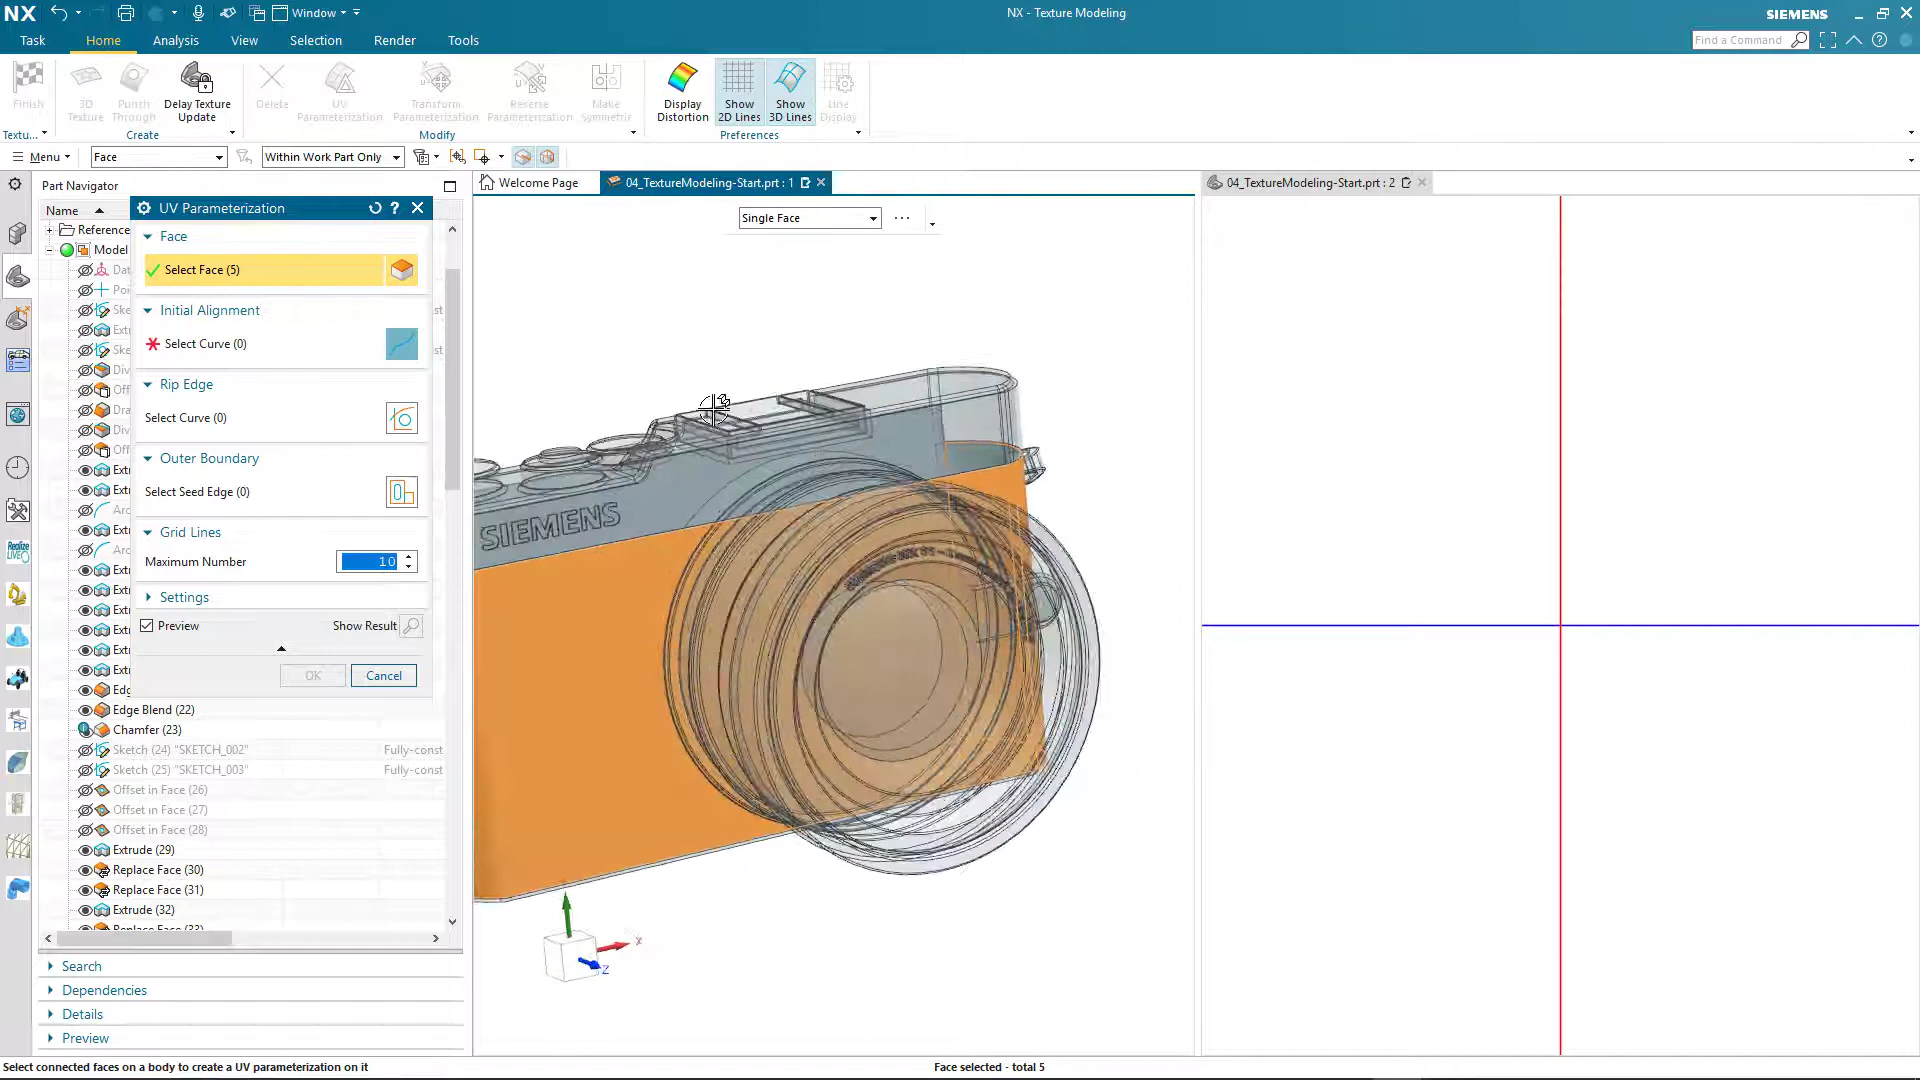 NX
Window
NX - Texture Modeling
SIEMENS
Task
Home
Analysis
View
Selection
Render
Tools
Find a Command
Finish
3D Texture
Punch Through
Delay Texture Update
Delete
UV Parameterization
Transform Parameterization
Reverse Parameterization
Make Symmetric
Display Distortion
Show 2D Lines
Show 3D Lines
Line Display
Textu...
Create
Modify
Preferences
Menu
Face
Within Work Part Only
Part Navigator
Welcome Page
04_TextureModeling-Start.prt : 1
04_TextureModeling-Start.prt : 2
Name
UV Parameterization
Single Face
Reference
Model
Face
Select Face (5)
Initial Alignment
Select Curve (0)
Rip Edge
Select Curve (0)
Outer Boundary
Select Seed Edge (0)
Grid Lines
Maximum Number
10
Settings
Preview
Show Result
OK
Cancel
SIEMENS
Edge Blend (22)
Chamfer (23)
Sketch (24) "SKETCH_002"
Fully-const
Sketch (25) "SKETCH_003"
Fully-const
Offset in Face (26)
Offset in Face (27)
Offset in Face (28)
Extrude (29)
Replace Face (30)
Replace Face (31)
Extrude (32)
Replace Face (33)
X
Z
Search
Dependencies
Details
Preview
Select connected faces on a body to create a UV parameterization on it
Face selected - total 5